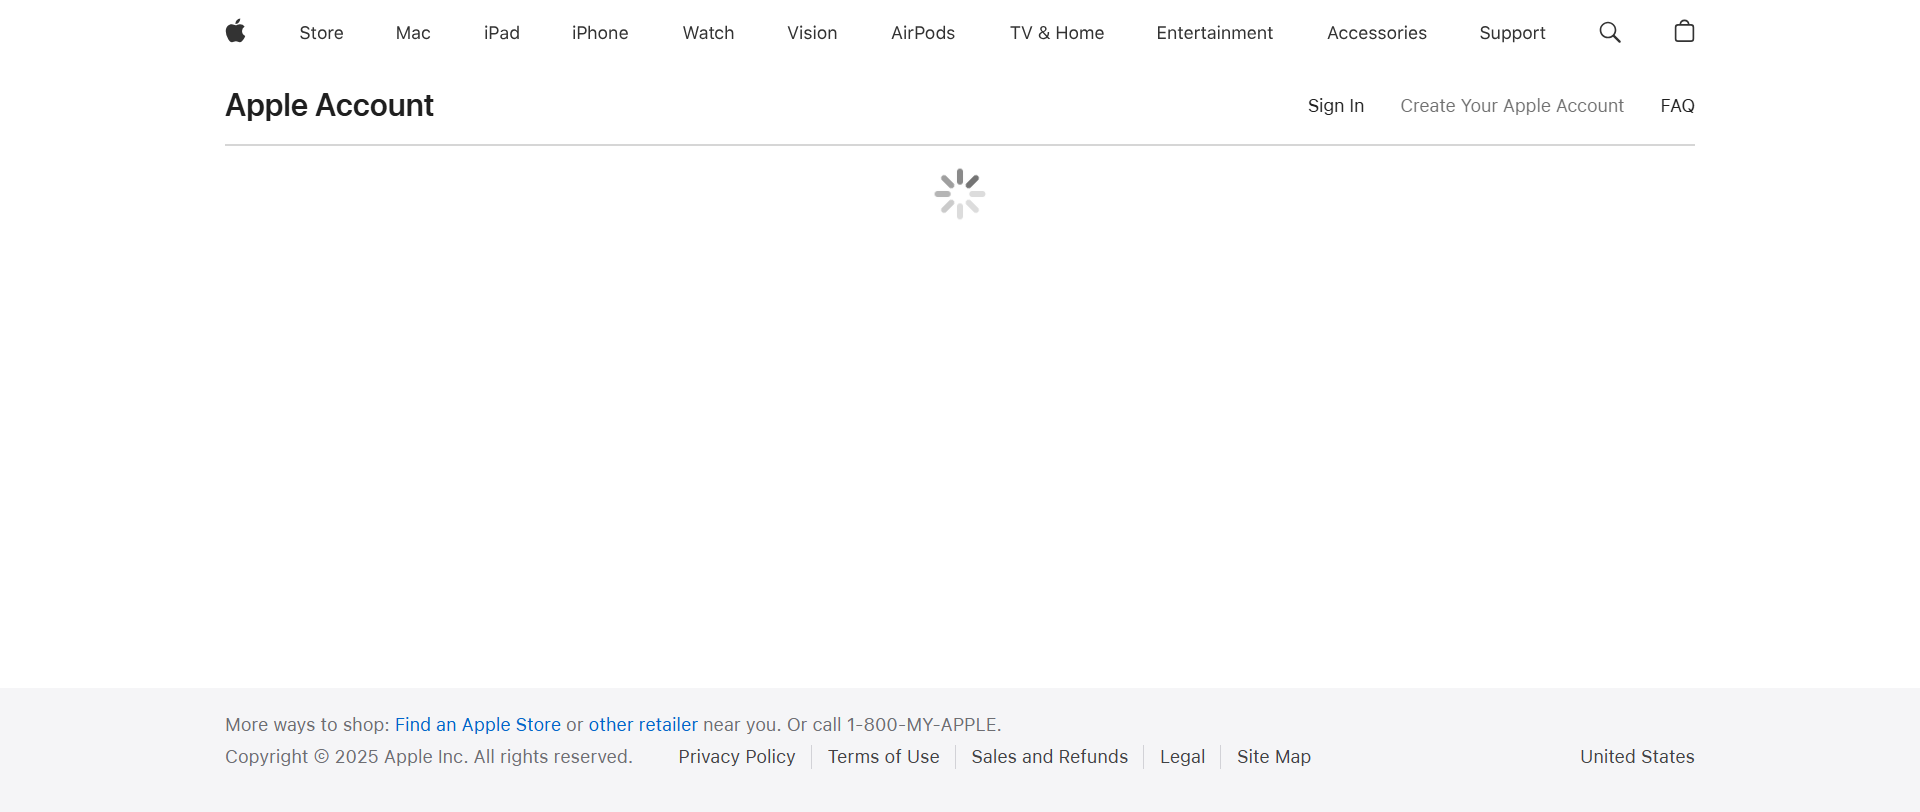 Store Mac iPad iPhone Watch Vision AirPods TV & Home Entertainment Accessories Support
Apple Account Sign In Create Your Apple Account FAQ
More ways to shop: Find an Apple Store or other retailer near you. Or call 1-800-MY-APPLE.
Copyright © 2025 Apple Inc. All rights reserved. Privacy Policy Terms of Use Sales and Refunds Legal Site Map United States